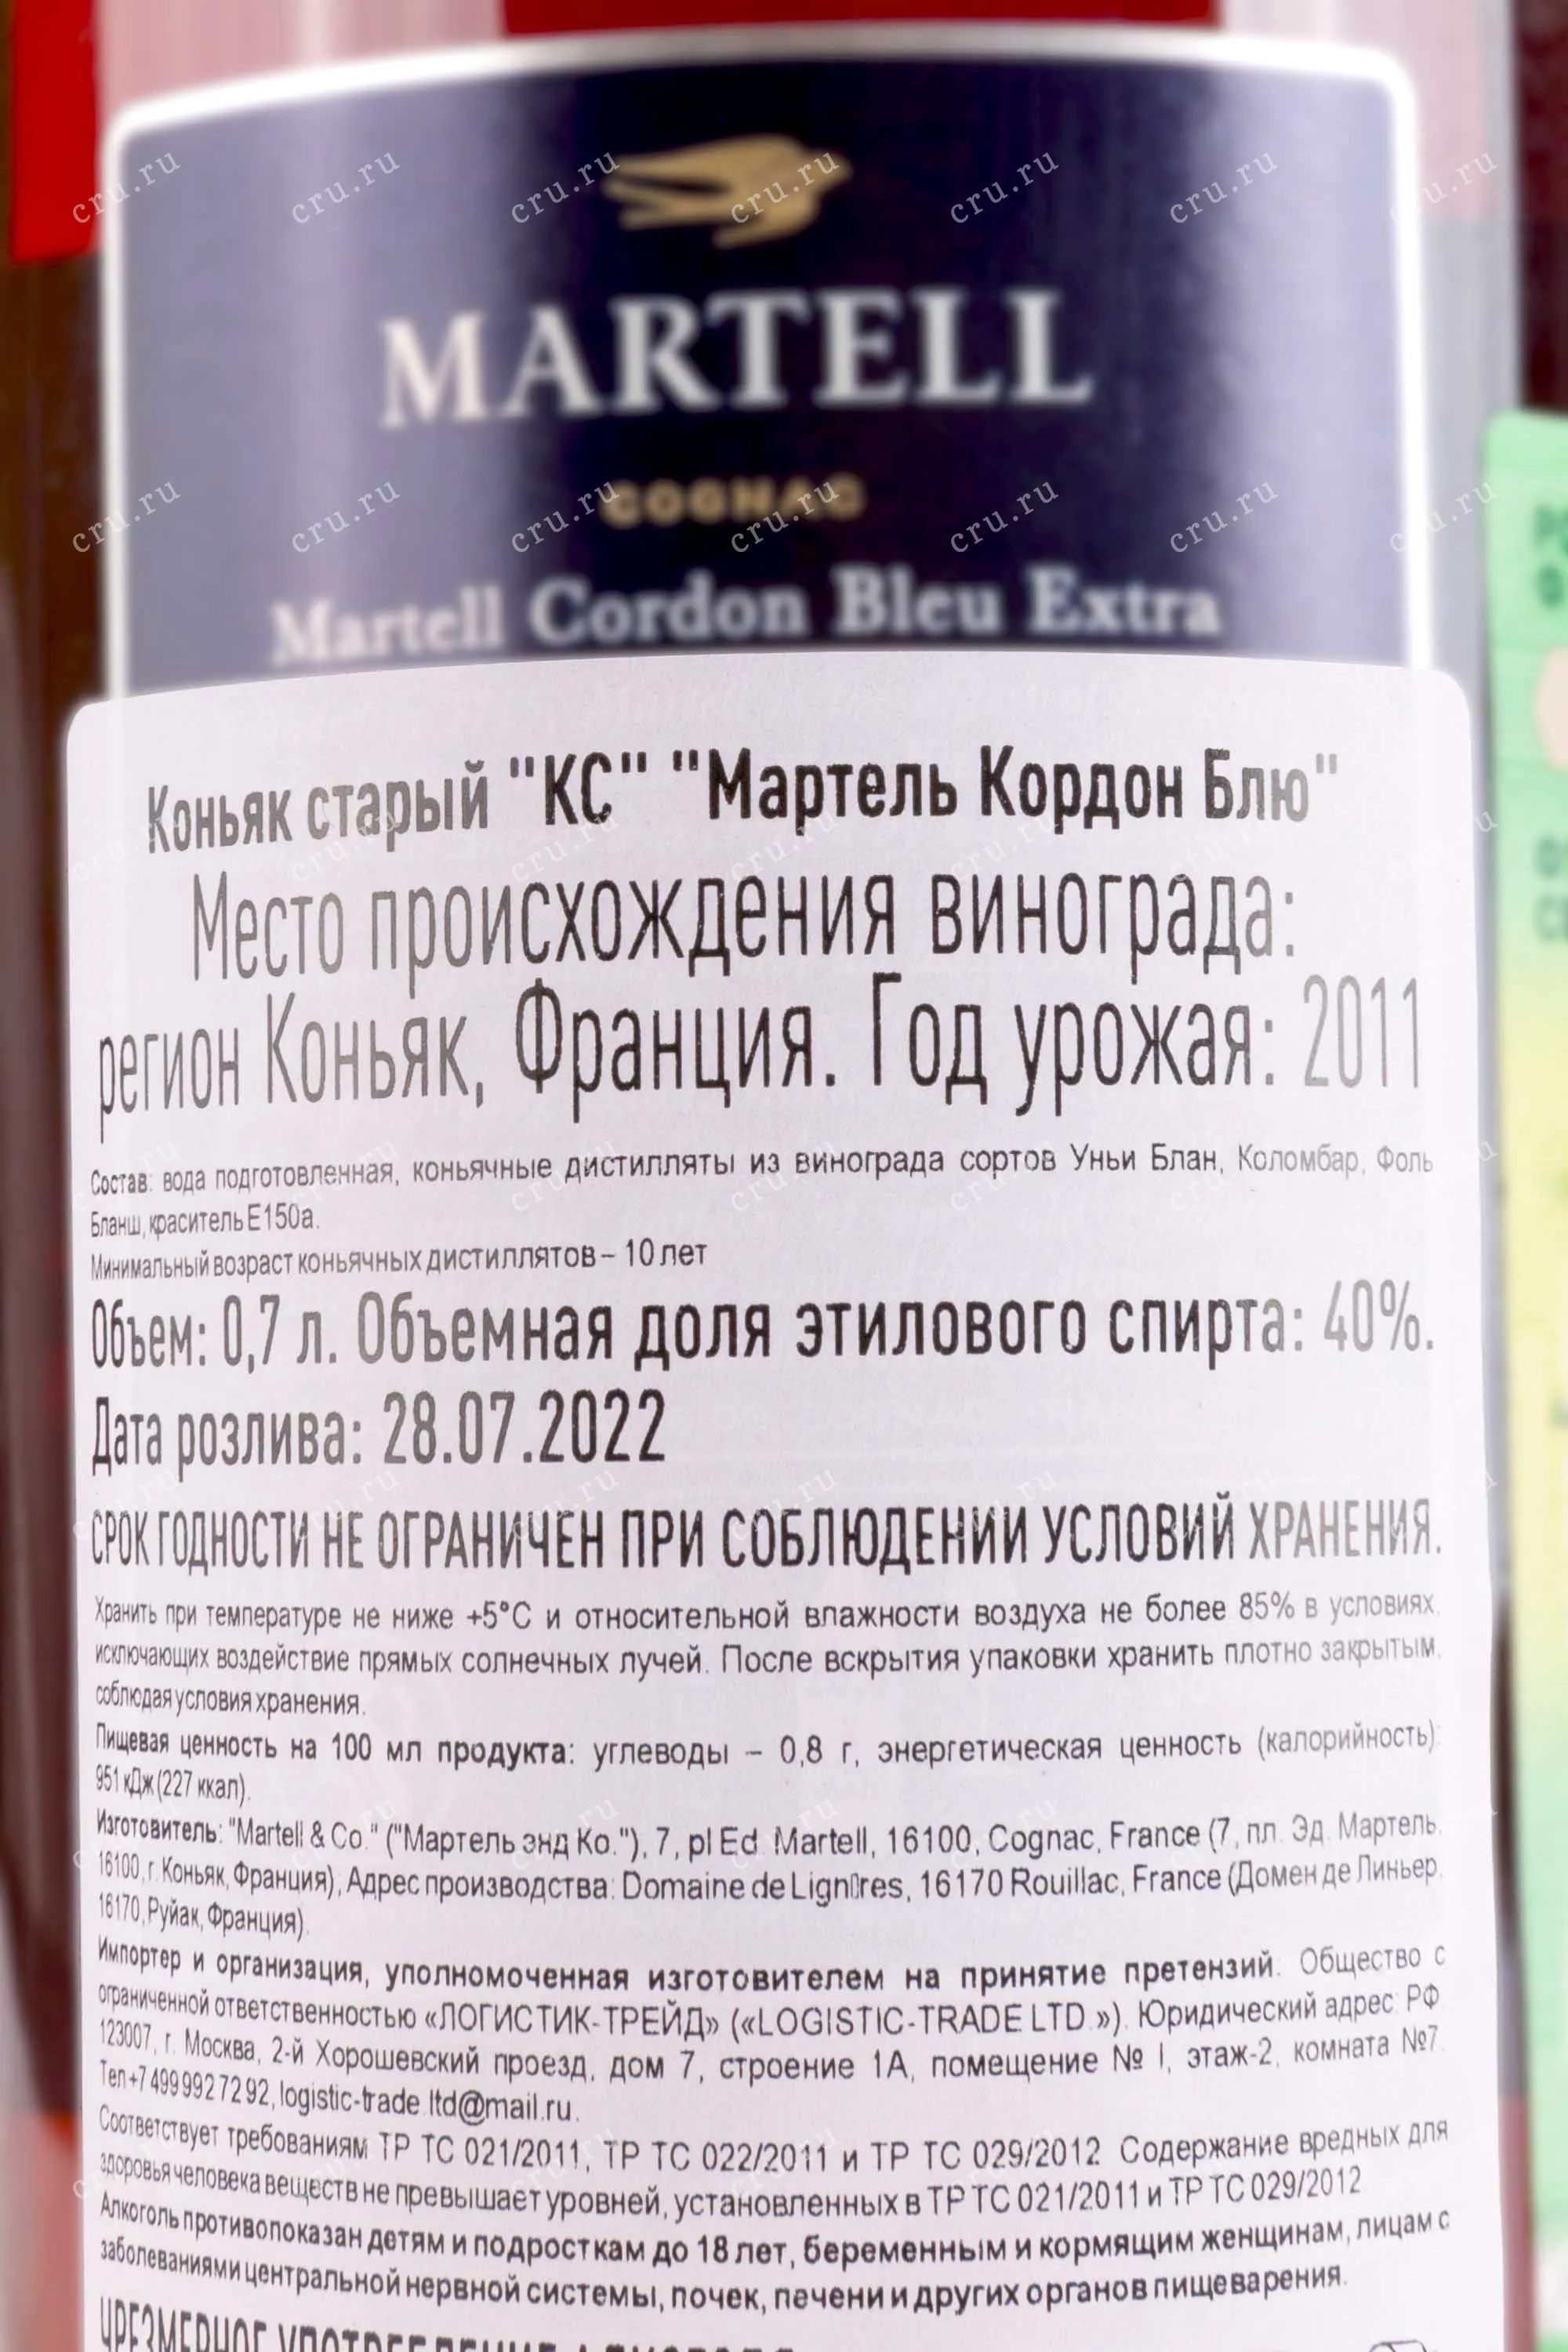 MARTELL
COGNAC
Martell Cordon Bleu Extra
Коньяк старый "КС" "Мартель Кордон Блю"
Место происхождения винограда:
регион Коньяк, Франция. Год урожая: 2011
Состав: вода подготовленная, коньячные дистилляты из винограда сортов Уньи Блан, Коломбар, Фоль
Бланш, краситель Е150а.
Минимальный возраст коньячных дистиллятов – 10 лет
Объем: 0,7 л. Объемная доля этилового спирта: 40%.
Дата розлива: 28.07.2022
СРОК ГОДНОСТИ НЕ ОГРАНИЧЕН ПРИ СОБЛЮДЕНИИ УСЛОВИЙ ХРАНЕНИЯ.
Хранить при температуре не ниже +5°С и относительной влажности воздуха не более 85% в условиях,
исключающих воздействие прямых солнечных лучей. После вскрытия упаковки хранить плотно закрытым,
соблюдая условия хранения.
Пищевая ценность на 100 мл продукта: углеводы – 0,8 г, энергетическая ценность (калорийность):
951 кДж (227 ккал).
Изготовитель: "Martell & Co." ("Мартель энд Ко."), 7, pl Ed. Martell, 16100, Cognac, France (7, пл. Эд. Мартель,
16100, г. Коньяк, Франция), Адрес производства: Domaine de Lign▯res, 16170 Rouillac, France (Домен де Линьер,
16170, Руйак, Франция).
Импортер и организация, уполномоченная изготовителем на принятие претензий: Общество с
ограниченной ответственностью «ЛОГИСТИК-ТРЕЙД» («LOGISTIC-TRADE LTD.»). Юридический адрес: РФ,
123007, г. Москва, 2-й Хорошевский проезд, дом 7, строение 1А, помещение № I, этаж-2, комната №7.
Тел +7 499 992 72 92, logistic-trade.ltd@mail.ru.
Соответствует требованиям ТР ТС 021/2011, ТР ТС 022/2011 и ТР ТС 029/2012. Содержание вредных для
здоровья человека веществ не превышает уровней, установленных в ТР ТС 021/2011 и ТР ТС 029/2012
Алкоголь противопоказан детям и подросткам до 18 лет, беременным и кормящим женщинам, лицам с
заболеваниями центральной нервной системы, почек, печени и других органов пищеварения.
ЧРЕЗМЕРНОЕ УПОТРЕБЛЕНИЕ АЛКОГОЛЯ
cru.ru